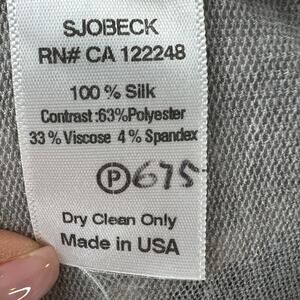 SJOBECK
RN# CA 122248
100 % Silk
Contrast :63%Polyester
33 % Viscose 4 % Spandex
P 675
Dry Clean Only
Made in USA